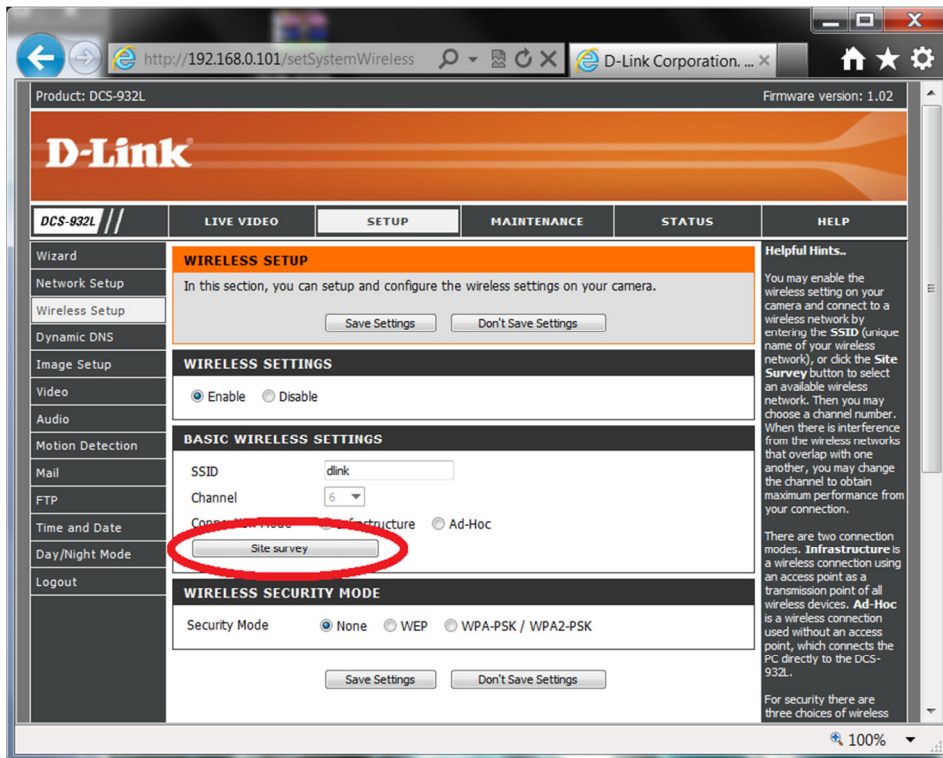 http://192.168.0.101/setSystemWireless
D-Link Corporation. ...
Product: DCS-932L
Firmware version: 1.02
D-Link
DCS-932L
LIVE VIDEO
SETUP
MAINTENANCE
STATUS
HELP
Wizard
Network Setup
Wireless Setup
Dynamic DNS
Image Setup
Video
Audio
Motion Detection
Mail
FTP
Time and Date
Day/Night Mode
Logout
WIRELESS SETUP
In this section, you can setup and configure the wireless settings on your camera.
Save Settings
Don't Save Settings
WIRELESS SETTINGS
Enable
Disable
BASIC WIRELESS SETTINGS
SSID
dlink
Channel
6
Connection Mode
Infrastructure
Ad-Hoc
Site survey
WIRELESS SECURITY MODE
Security Mode
None
WEP
WPA-PSK / WPA2-PSK
Save Settings
Don't Save Settings
Helpful Hints..
You may enable the
wireless setting on your
camera and connect to a
wireless network by
entering the SSID (unique
name of your wireless
network), or click the Site
Survey button to select
an available wireless
network. Then you may
choose a channel number.
When there is interference
from the wireless networks
that overlap with one
another, you may change
the channel to obtain
maximum performance from
your connection.
There are two connection
modes. Infrastructure is
a wireless connection using
an access point as a
transmission point of all
wireless devices. Ad-Hoc
is a wireless connection
used without an access
point, which connects the
PC directly to the DCS-
932L.
For security there are
three choices of wireless
100%